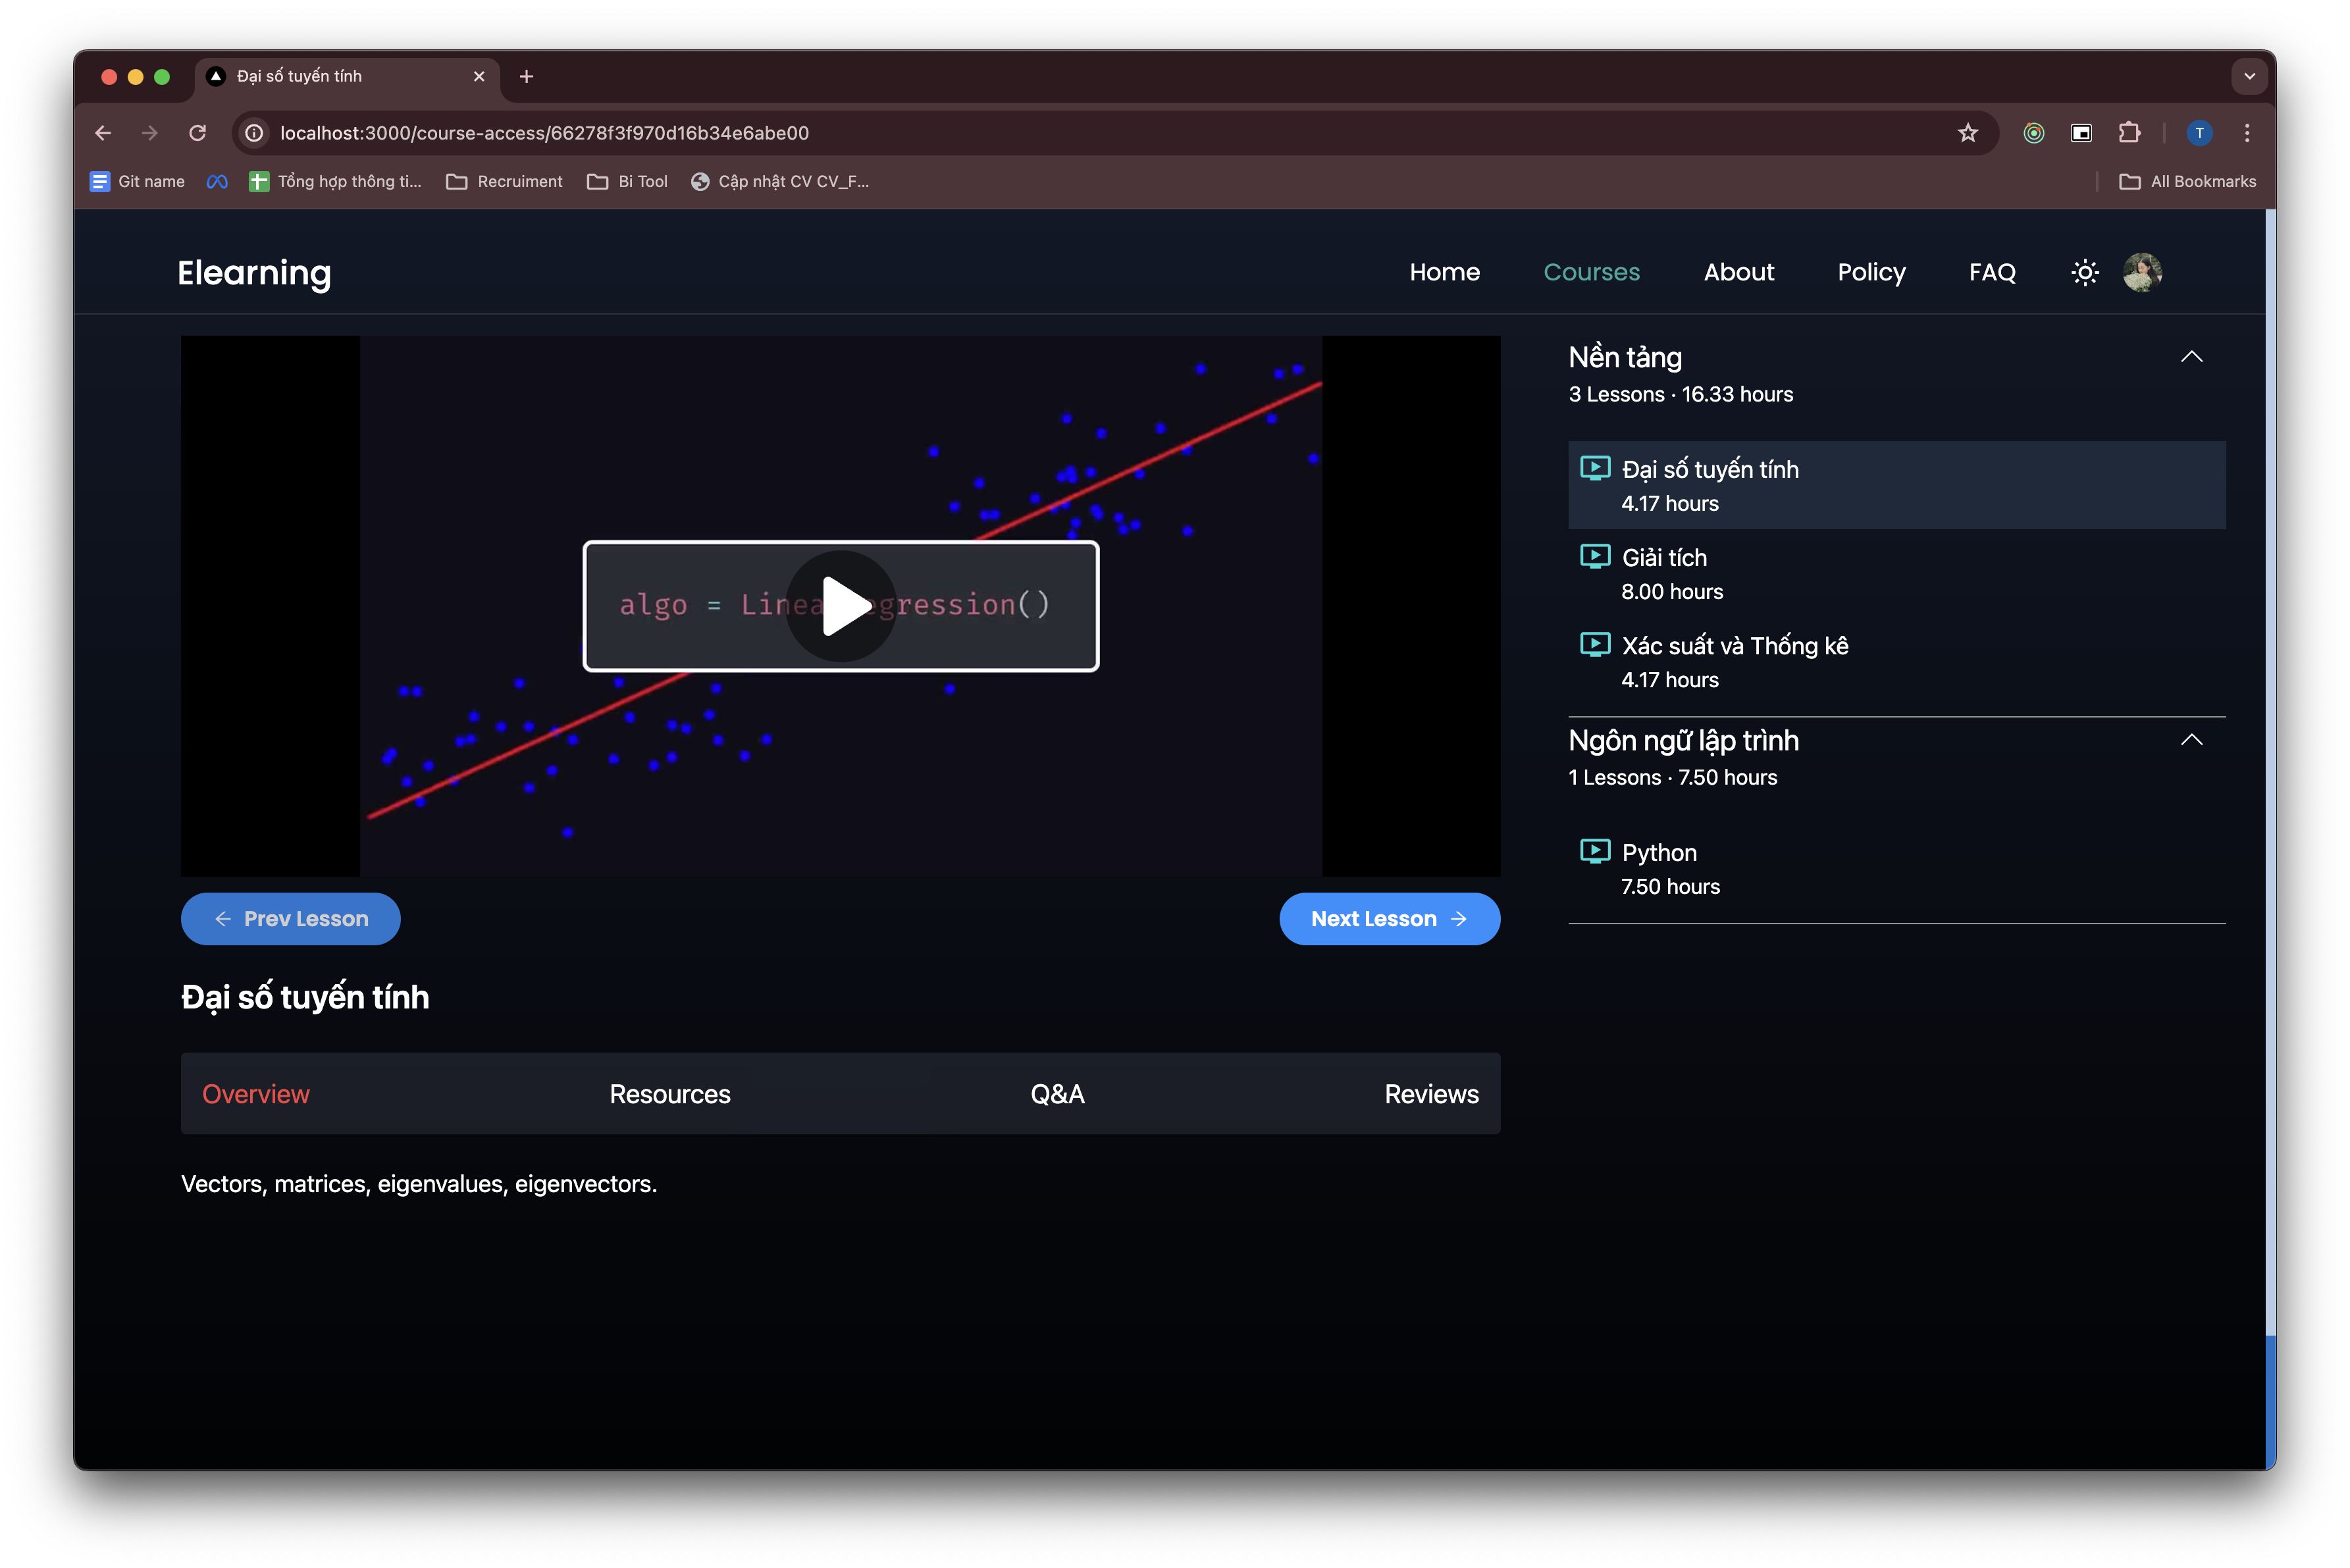 Đại số tuyến tính
localhost:3000/course-access/66278f3f970d16b34e6abe00
T
Git name
Tổng hợp thông ti...
Recruiment
Bi Tool
Cập nhật CV CV_F...
All Bookmarks
Elearning
Home
Courses
About
Policy
FAQ
algo = LinearRegression()
Prev Lesson
Next Lesson
Đại số tuyến tính
Overview
Resources
Q&A
Reviews
Vectors, matrices, eigenvalues, eigenvectors.
Nền tảng
3 Lessons · 16.33 hours
Đại số tuyến tính
4.17 hours
Giải tích
8.00 hours
Xác suất và Thống kê
4.17 hours
Ngôn ngữ lập trình
1 Lessons · 7.50 hours
Python
7.50 hours